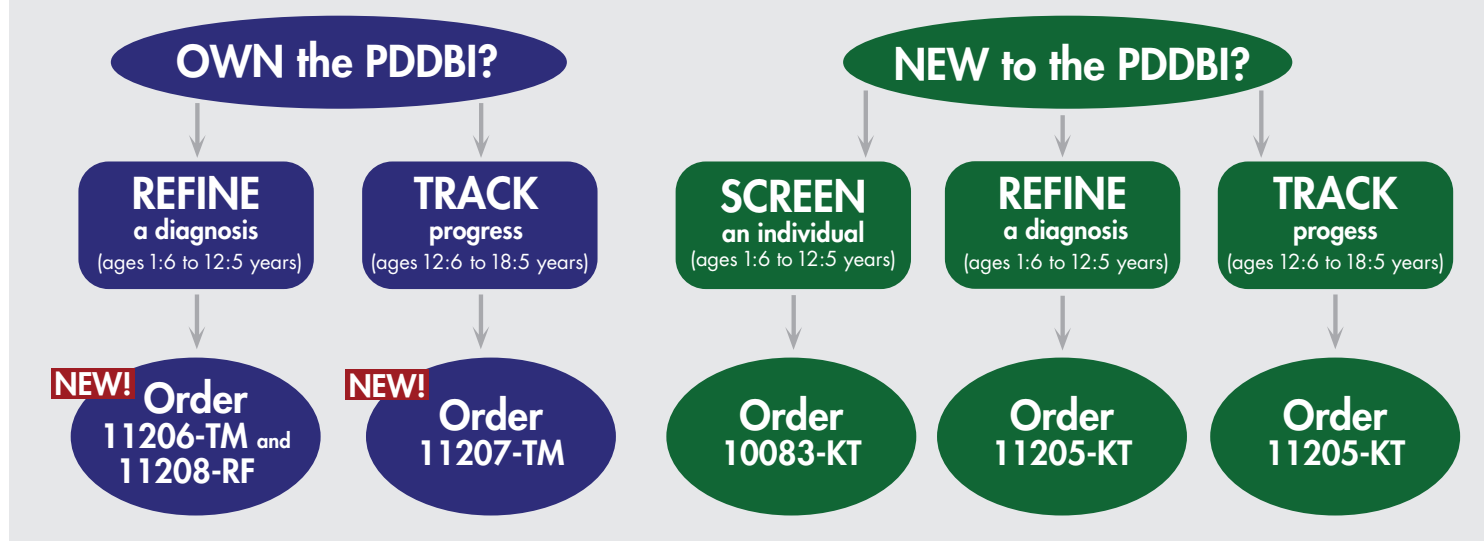 OWN the PDDBI?
REFINE
a diagnosis
(ages 1:6 to 12:5 years)
NEW!
Order
11206-TM and
11208-RF
TRACK
progress
(ages 12:6 to 18:5 years)
NEW!
Order
11207-TM
NEW to the PDDBI?
SCREEN
an individual
(ages 1:6 to 12:5 years)
Order
10083-KT
REFINE
a diagnosis
(ages 1:6 to 12:5 years)
Order
11205-KT
TRACK
progess
(ages 12:6 to 18:5 years)
Order
11205-KT